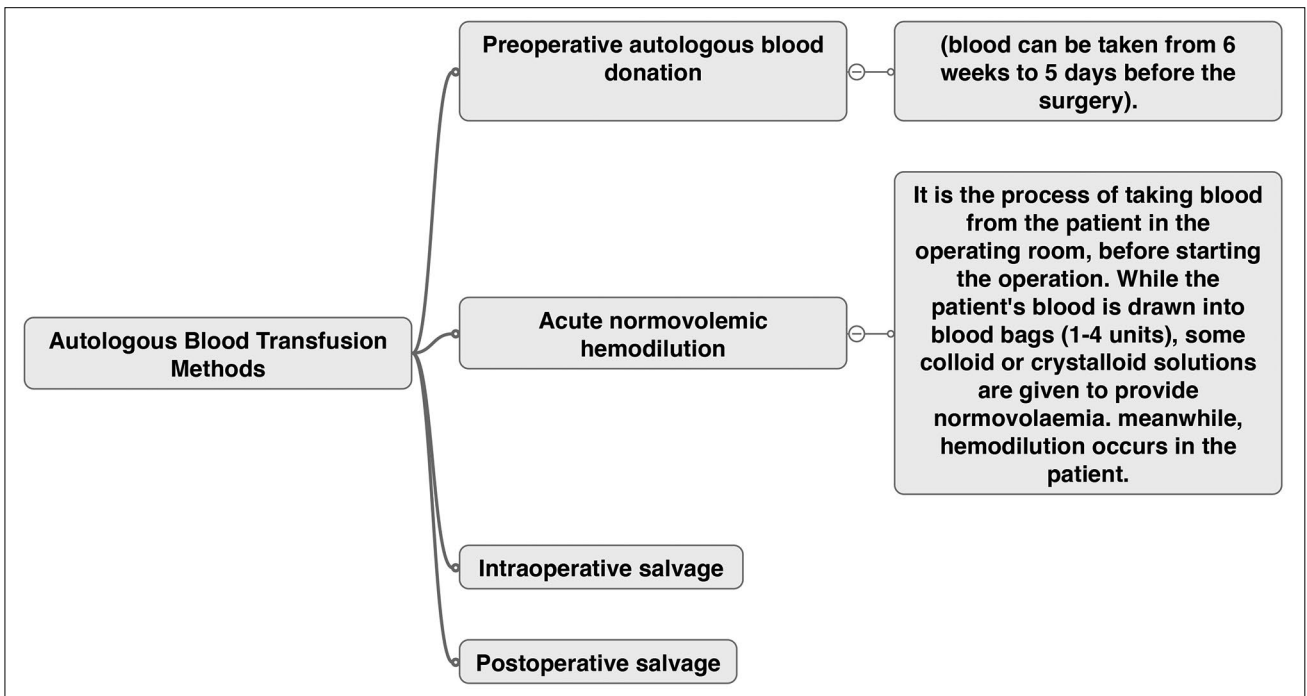 Autologous Blood Transfusion
Methods
Preoperative autologous blood
donation
(blood can be taken from 6
weeks to 5 days before the
surgery).
Acute normovolemic
hemodilution
It is the process of taking blood
from the patient in the
operating room, before starting
the operation. While the
patient's blood is drawn into
blood bags (1-4 units), some
colloid or crystalloid solutions
are given to provide
normovolaemia. meanwhile,
hemodilution occurs in the
patient.
Intraoperative salvage
Postoperative salvage